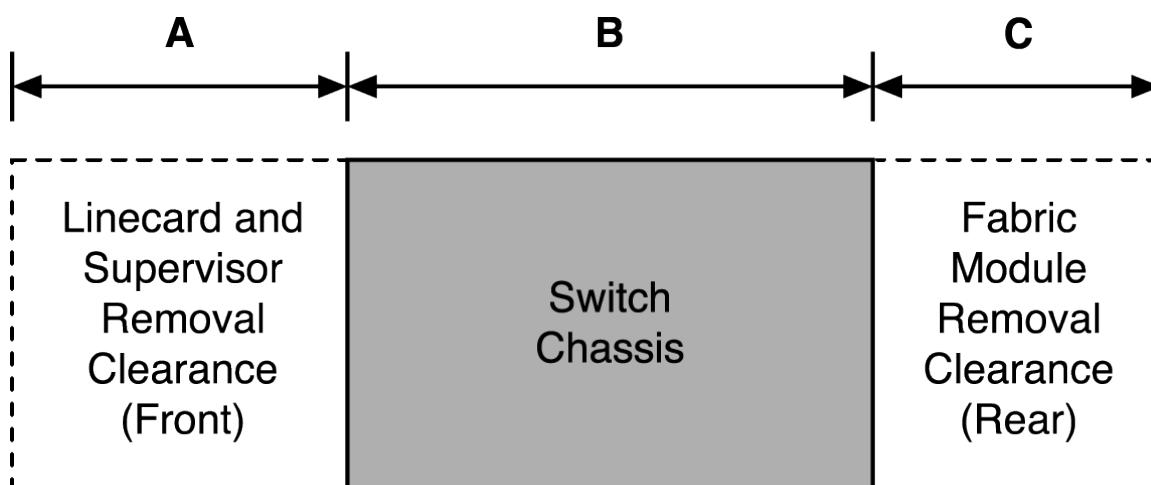 A
B
C
Linecard and
Supervisor
Removal
Clearance
(Front)
Switch
Chassis
Fabric
Module
Removal
Clearance
(Rear)